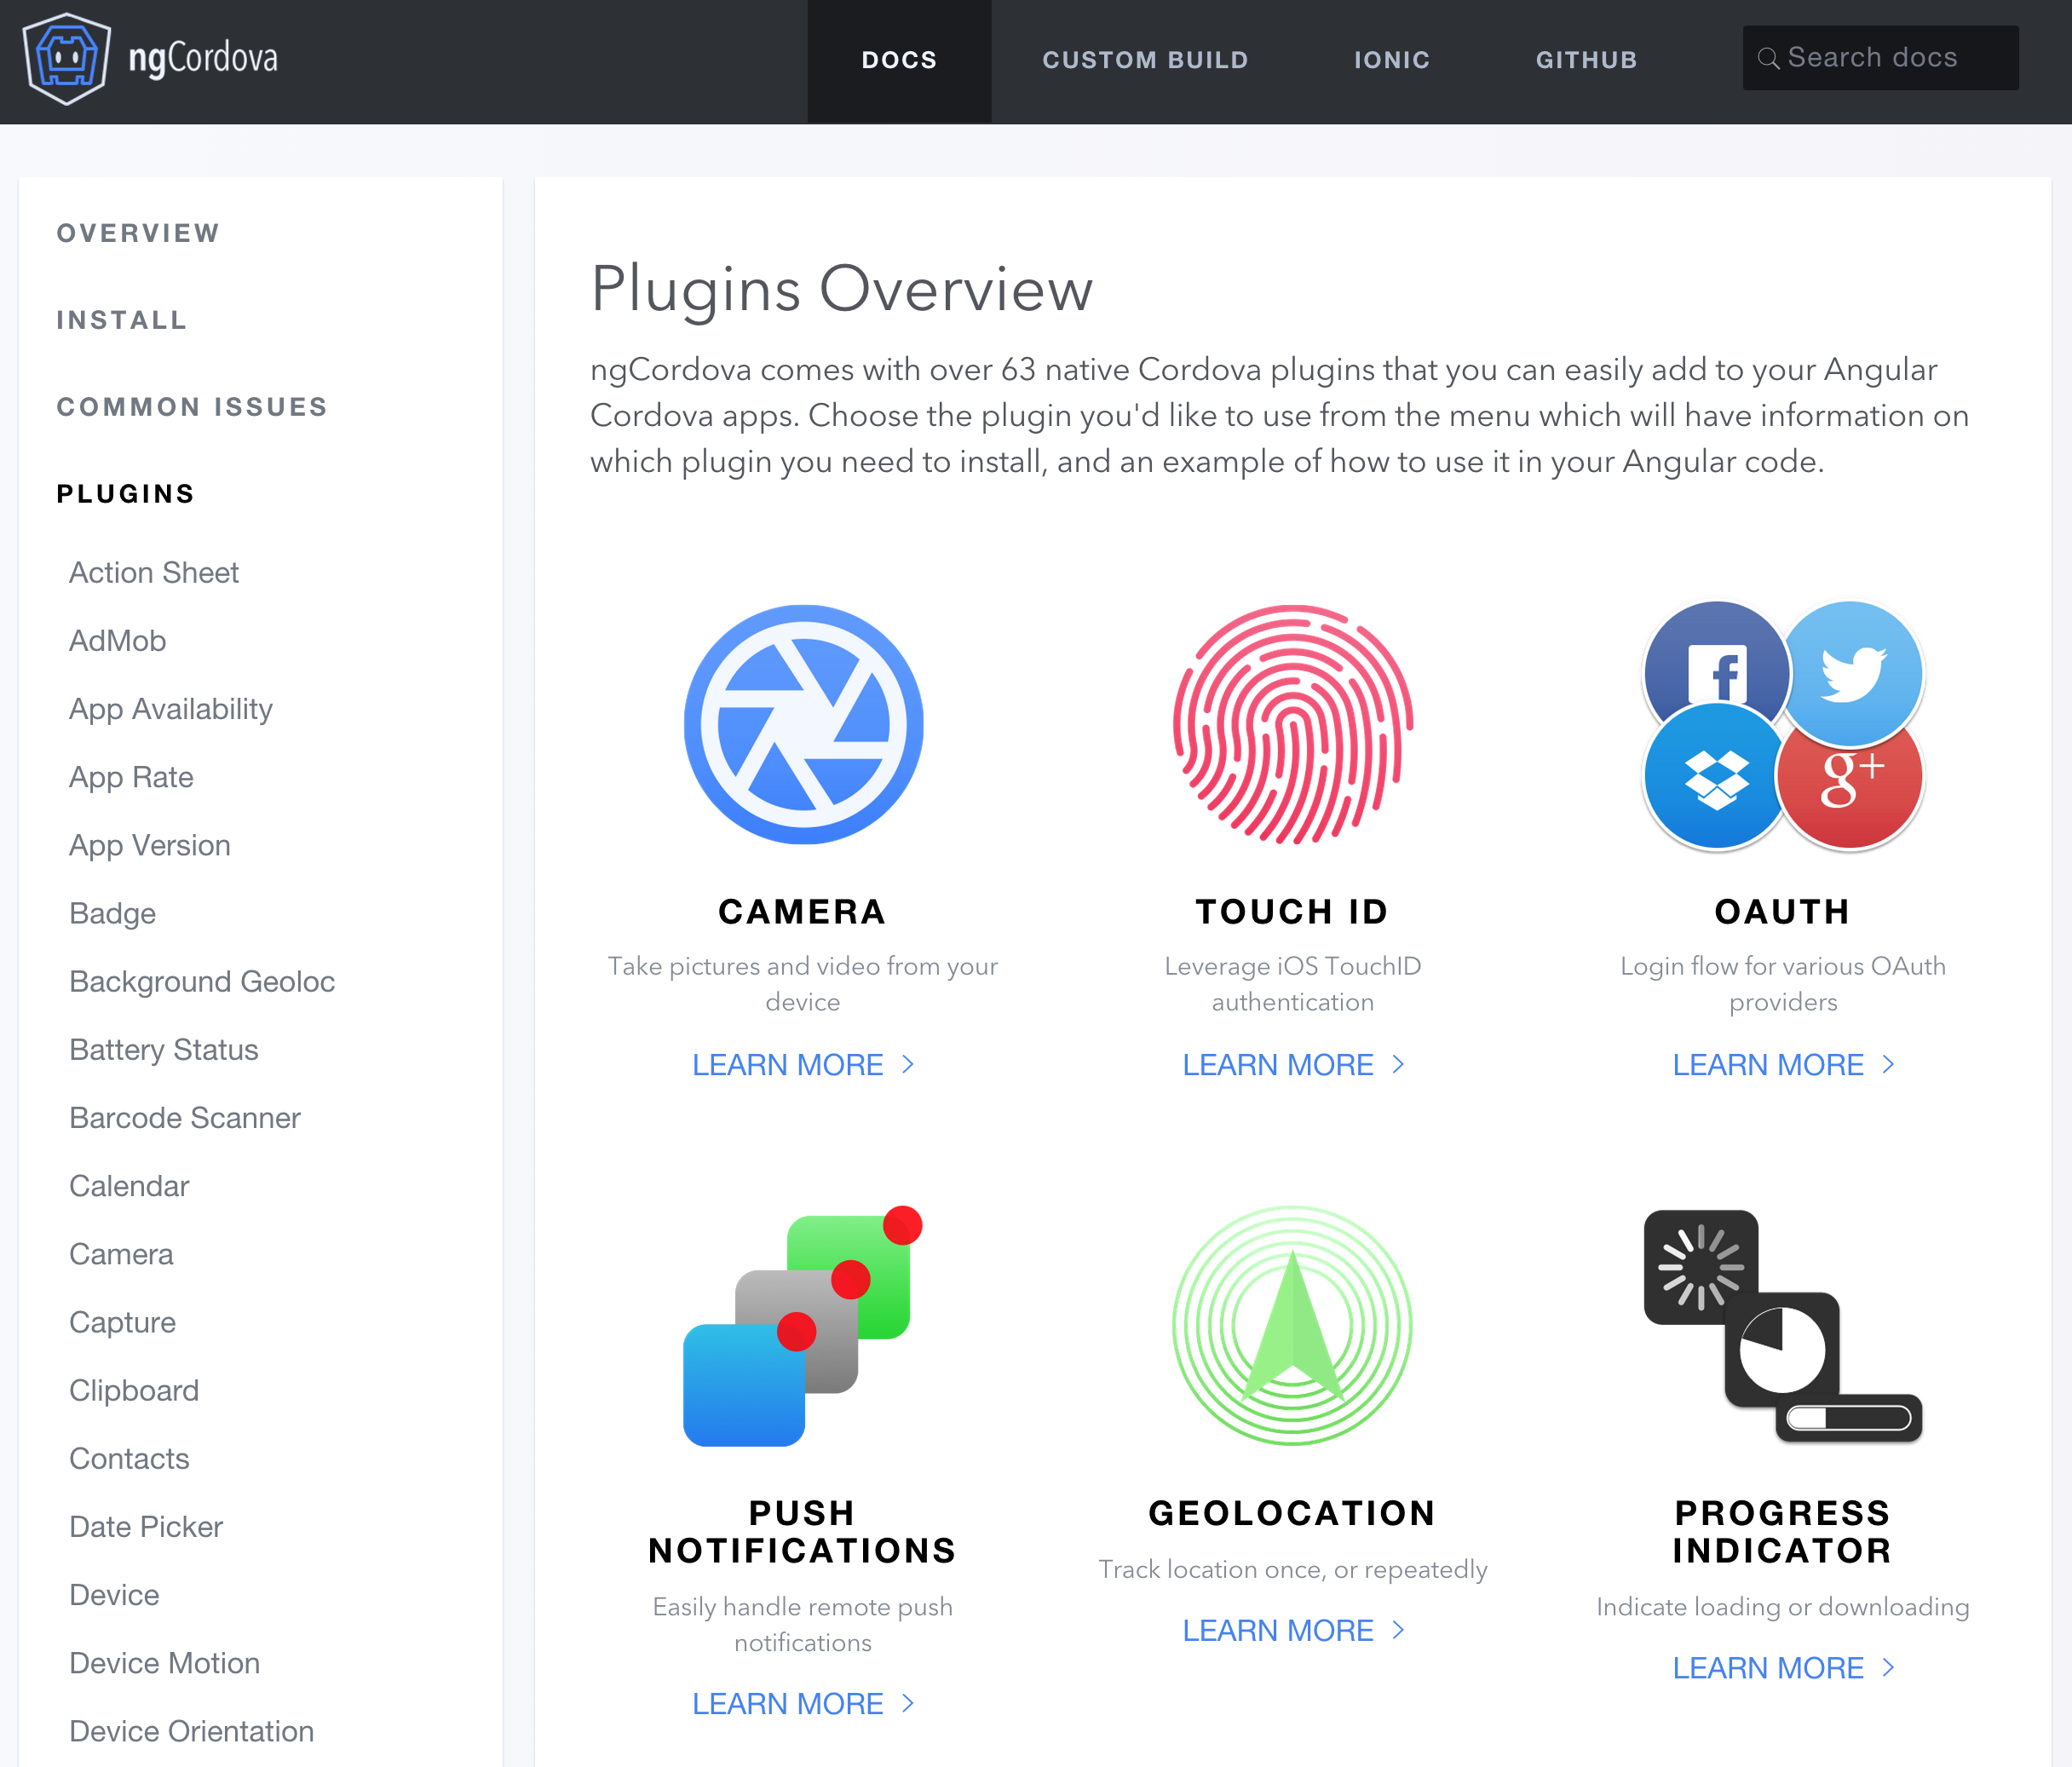 ngCordova
DOCS
CUSTOM BUILD
IONIC
GITHUB
Search docs
OVERVIEW
INSTALL
COMMON ISSUES
PLUGINS
Action Sheet
AdMob
App Availability
App Rate
App Version
Badge
Background Geoloc
Battery Status
Barcode Scanner
Calendar
Camera
Capture
Clipboard
Contacts
Date Picker
Device
Device Motion
Device Orientation
Plugins Overview
ngCordova comes with over 63 native Cordova plugins that you can easily add to your Angular
Cordova apps. Choose the plugin you'd like to use from the menu which will have information on
which plugin you need to install, and an example of how to use it in your Angular code.
CAMERA
Take pictures and video from your
device
LEARN MORE
TOUCH ID
Leverage iOS TouchID
authentication
LEARN MORE
f
g+
OAUTH
Login flow for various OAuth
providers
LEARN MORE
PUSH
NOTIFICATIONS
Easily handle remote push
notifications
LEARN MORE
GEOLOCATION
Track location once, or repeatedly
LEARN MORE
PROGRESS
INDICATOR
Indicate loading or downloading
LEARN MORE